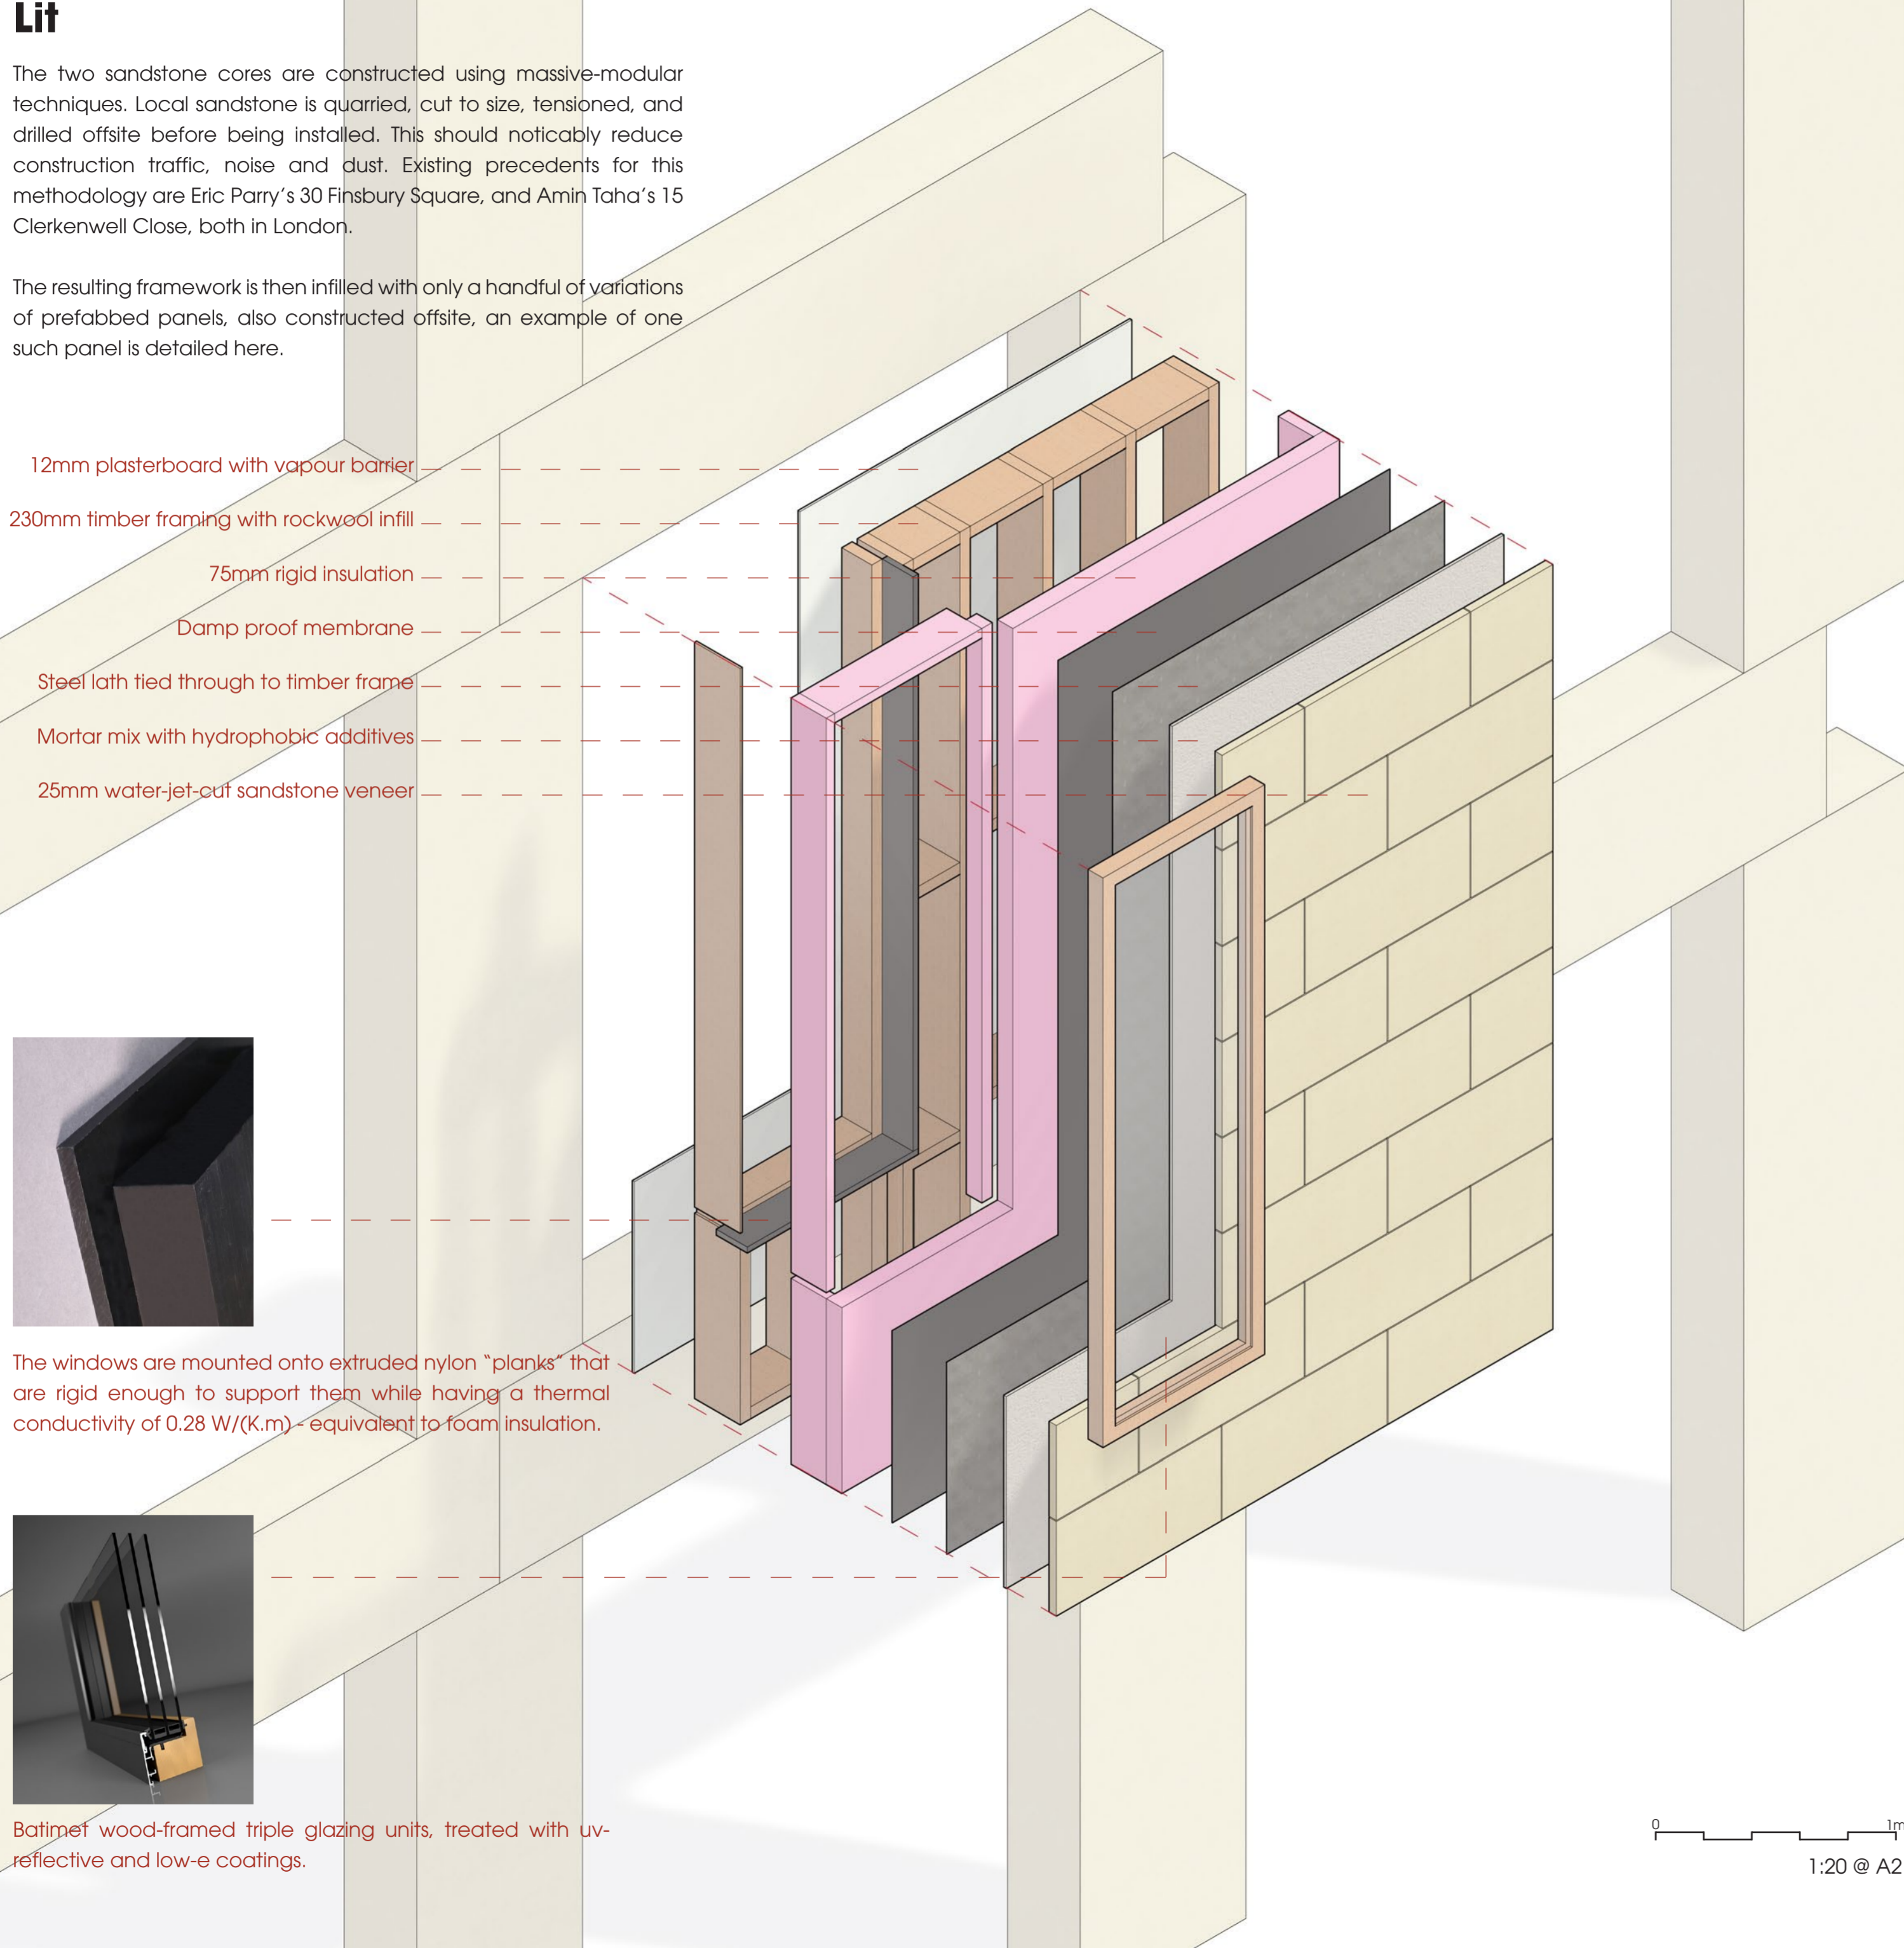 Lit
The two sandstone cores are constructed using massive-modular
techniques. Local sandstone is quarried, cut to size, tensioned, and
drilled offsite before being installed. This should noticably reduce
construction traffic, noise and dust. Existing precedents for this
methodology are Eric Parry's 30 Finsbury Square, and Amin Taha's 15
Clerkenwell Close, both in London.
The resulting framework is then infilled with only a handful of variations
of prefabbed panels, also constructed offsite, an example of one
such panel is detailed here.
12mm plasterboard with vapour barrier
230mm timber framing with rockwool infill
75mm rigid insulation
Damp proof membrane
Steel lath tied through to timber frame
Mortar mix with hydrophobic additives
25mm water-jet-cut sandstone veneer
The windows are mounted onto extruded nylon “planks” that
are rigid enough to support them while having a thermal
conductivity of 0.28 W/(K.m) - equivalent to foam insulation.
Batimet wood-framed triple glazing units, treated with uv-
reflective and low-e coatings.
0 1m
1:20 @ A2